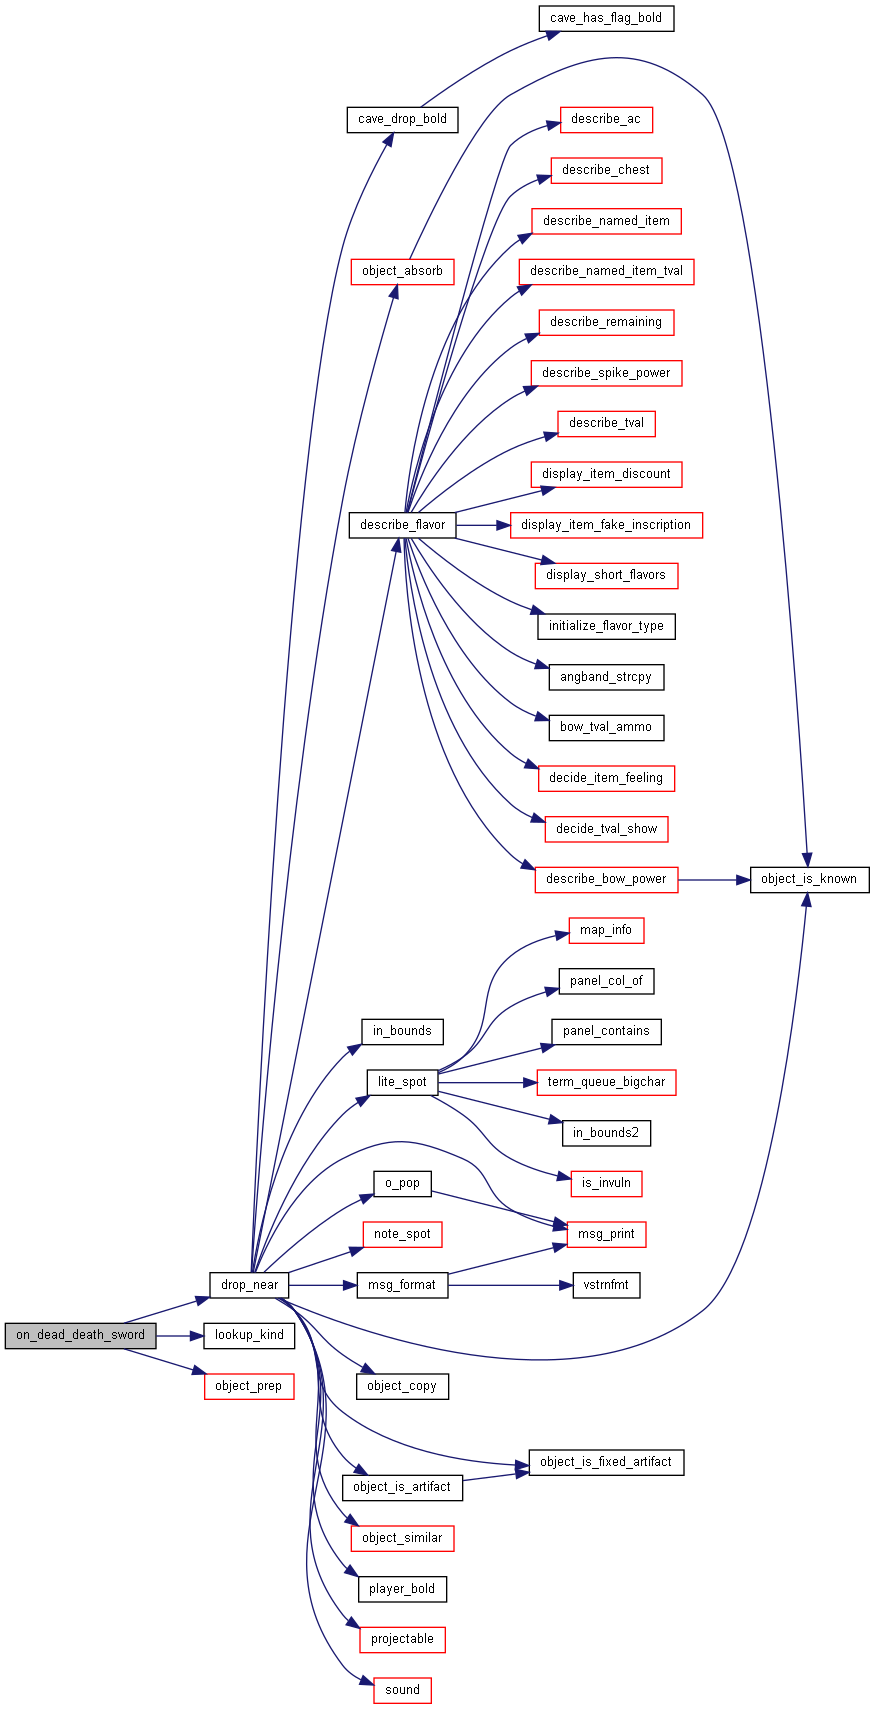 cave_has_flag_bold
cave_drop_bold
describe_ac
describe_chest
describe_named_item
object_absorb
describe_named_item_tval
describe_remaining
describe_spike_power
describe_tval
display_item_discount
describe_flavor
display_item_fake_inscription
display_short_flavors
initialize_flavor_type
angband_strcpy
bow_tval_ammo
decide_item_feeling
decide_tval_show
describe_bow_power
object_is_known
map_info
panel_col_of
in_bounds
panel_contains
lite_spot
term_queue_bigchar
in_bounds2
o_pop
is_invuln
note_spot
msg_print
drop_near
msg_format
vstrnfmt
on_dead_death_sword
lookup_kind
object_prep
object_copy
object_is_fixed_artifact
object_is_artifact
object_similar
player_bold
projectable
sound